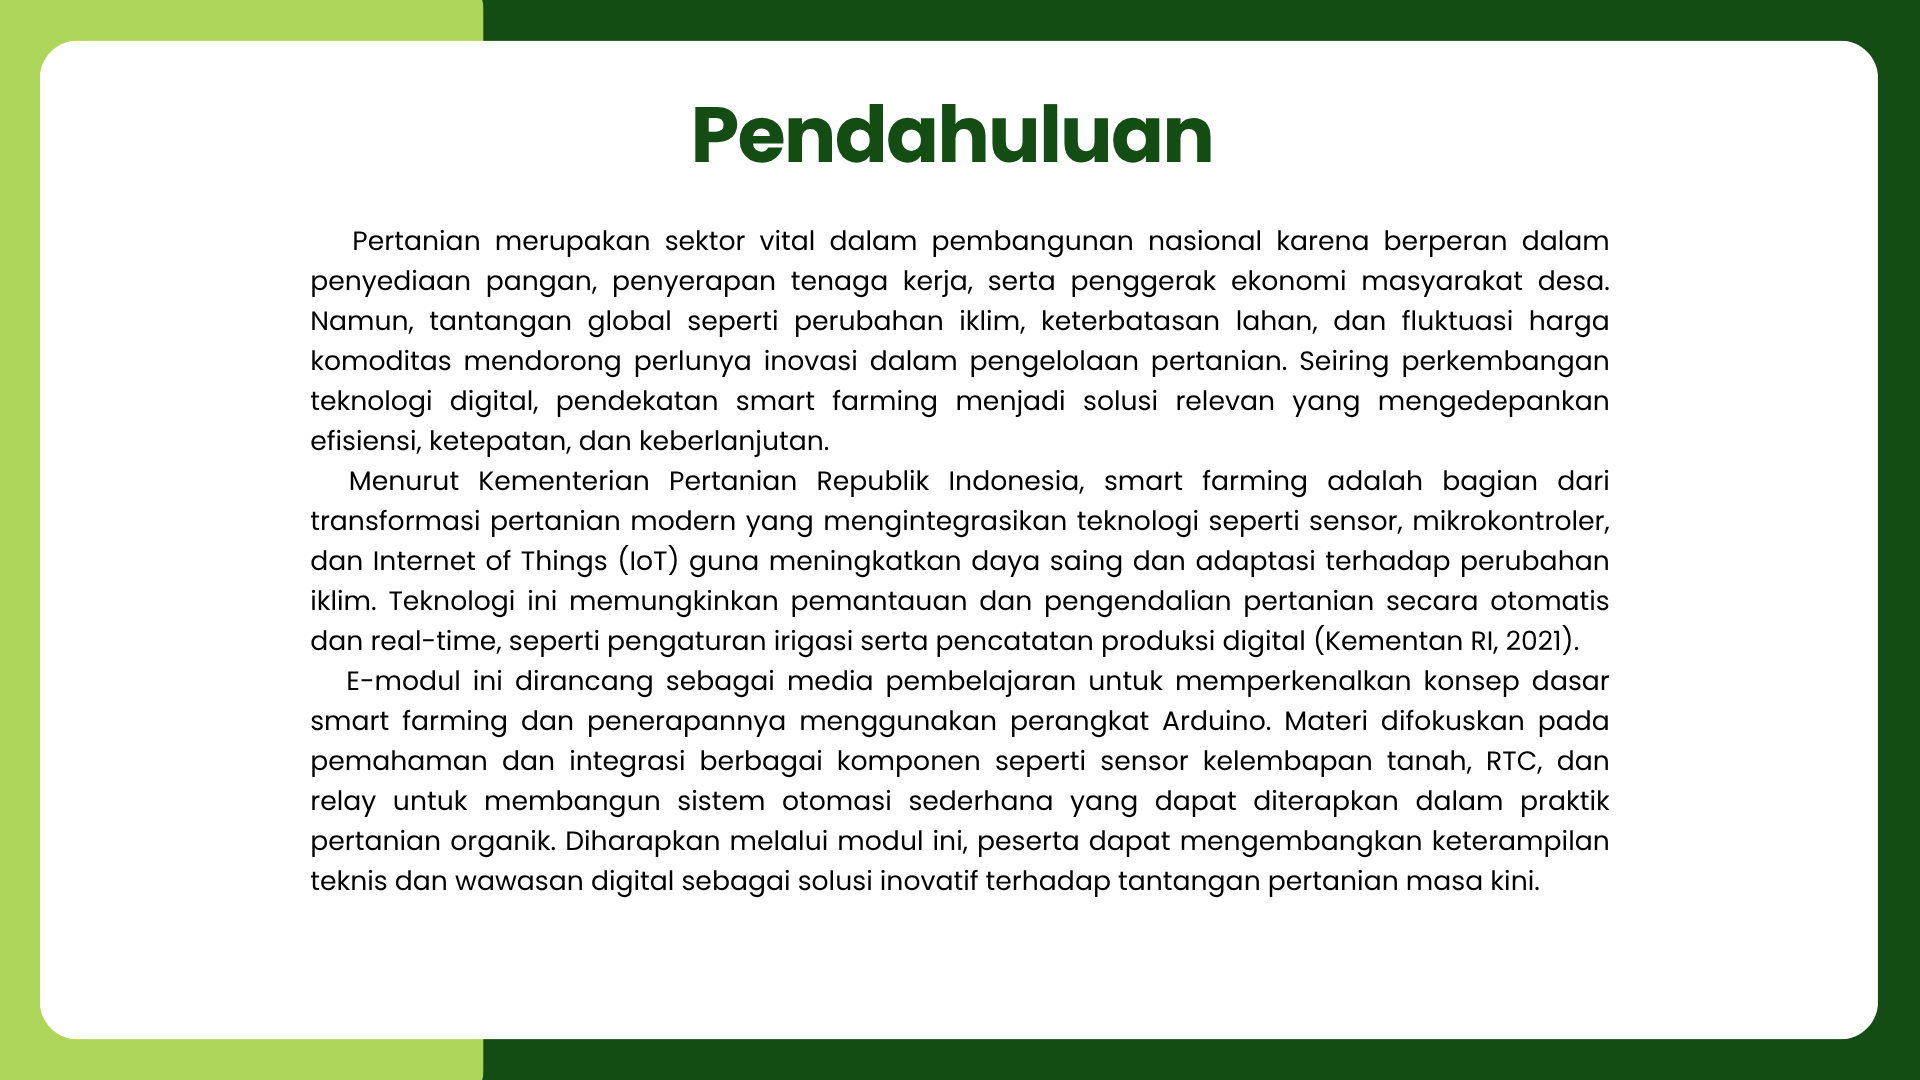 Pendahuluan
Pertanian merupakan sektor vital dalam pembangunan nasional karena berperan dalam
penyediaan pangan, penyerapan tenaga kerja, serta penggerak ekonomi masyarakat desa.
Namun, tantangan global seperti perubahan iklim, keterbatasan lahan, dan fluktuasi harga
komoditas mendorong perlunya inovasi dalam pengelolaan pertanian. Seiring perkembangan
teknologi digital, pendekatan smart farming menjadi solusi relevan yang mengedepankan
efisiensi, ketepatan, dan keberlanjutan.
Menurut Kementerian Pertanian Republik Indonesia, smart farming adalah bagian dari
transformasi pertanian modern yang mengintegrasikan teknologi seperti sensor, mikrokontroler,
dan Internet of Things (IoT) guna meningkatkan daya saing dan adaptasi terhadap perubahan
iklim. Teknologi ini memungkinkan pemantauan dan pengendalian pertanian secara otomatis
dan real-time, seperti pengaturan irigasi serta pencatatan produksi digital (Kementan RI, 2021).
E-modul ini dirancang sebagai media pembelajaran untuk memperkenalkan konsep dasar
smart farming dan penerapannya menggunakan perangkat Arduino. Materi difokuskan pada
pemahaman dan integrasi berbagai komponen seperti sensor kelembapan tanah, RTC, dan
relay untuk membangun sistem otomasi sederhana yang dapat diterapkan dalam praktik
pertanian organik. Diharapkan melalui modul ini, peserta dapat mengembangkan keterampilan
teknis dan wawasan digital sebagai solusi inovatif terhadap tantangan pertanian masa kini.